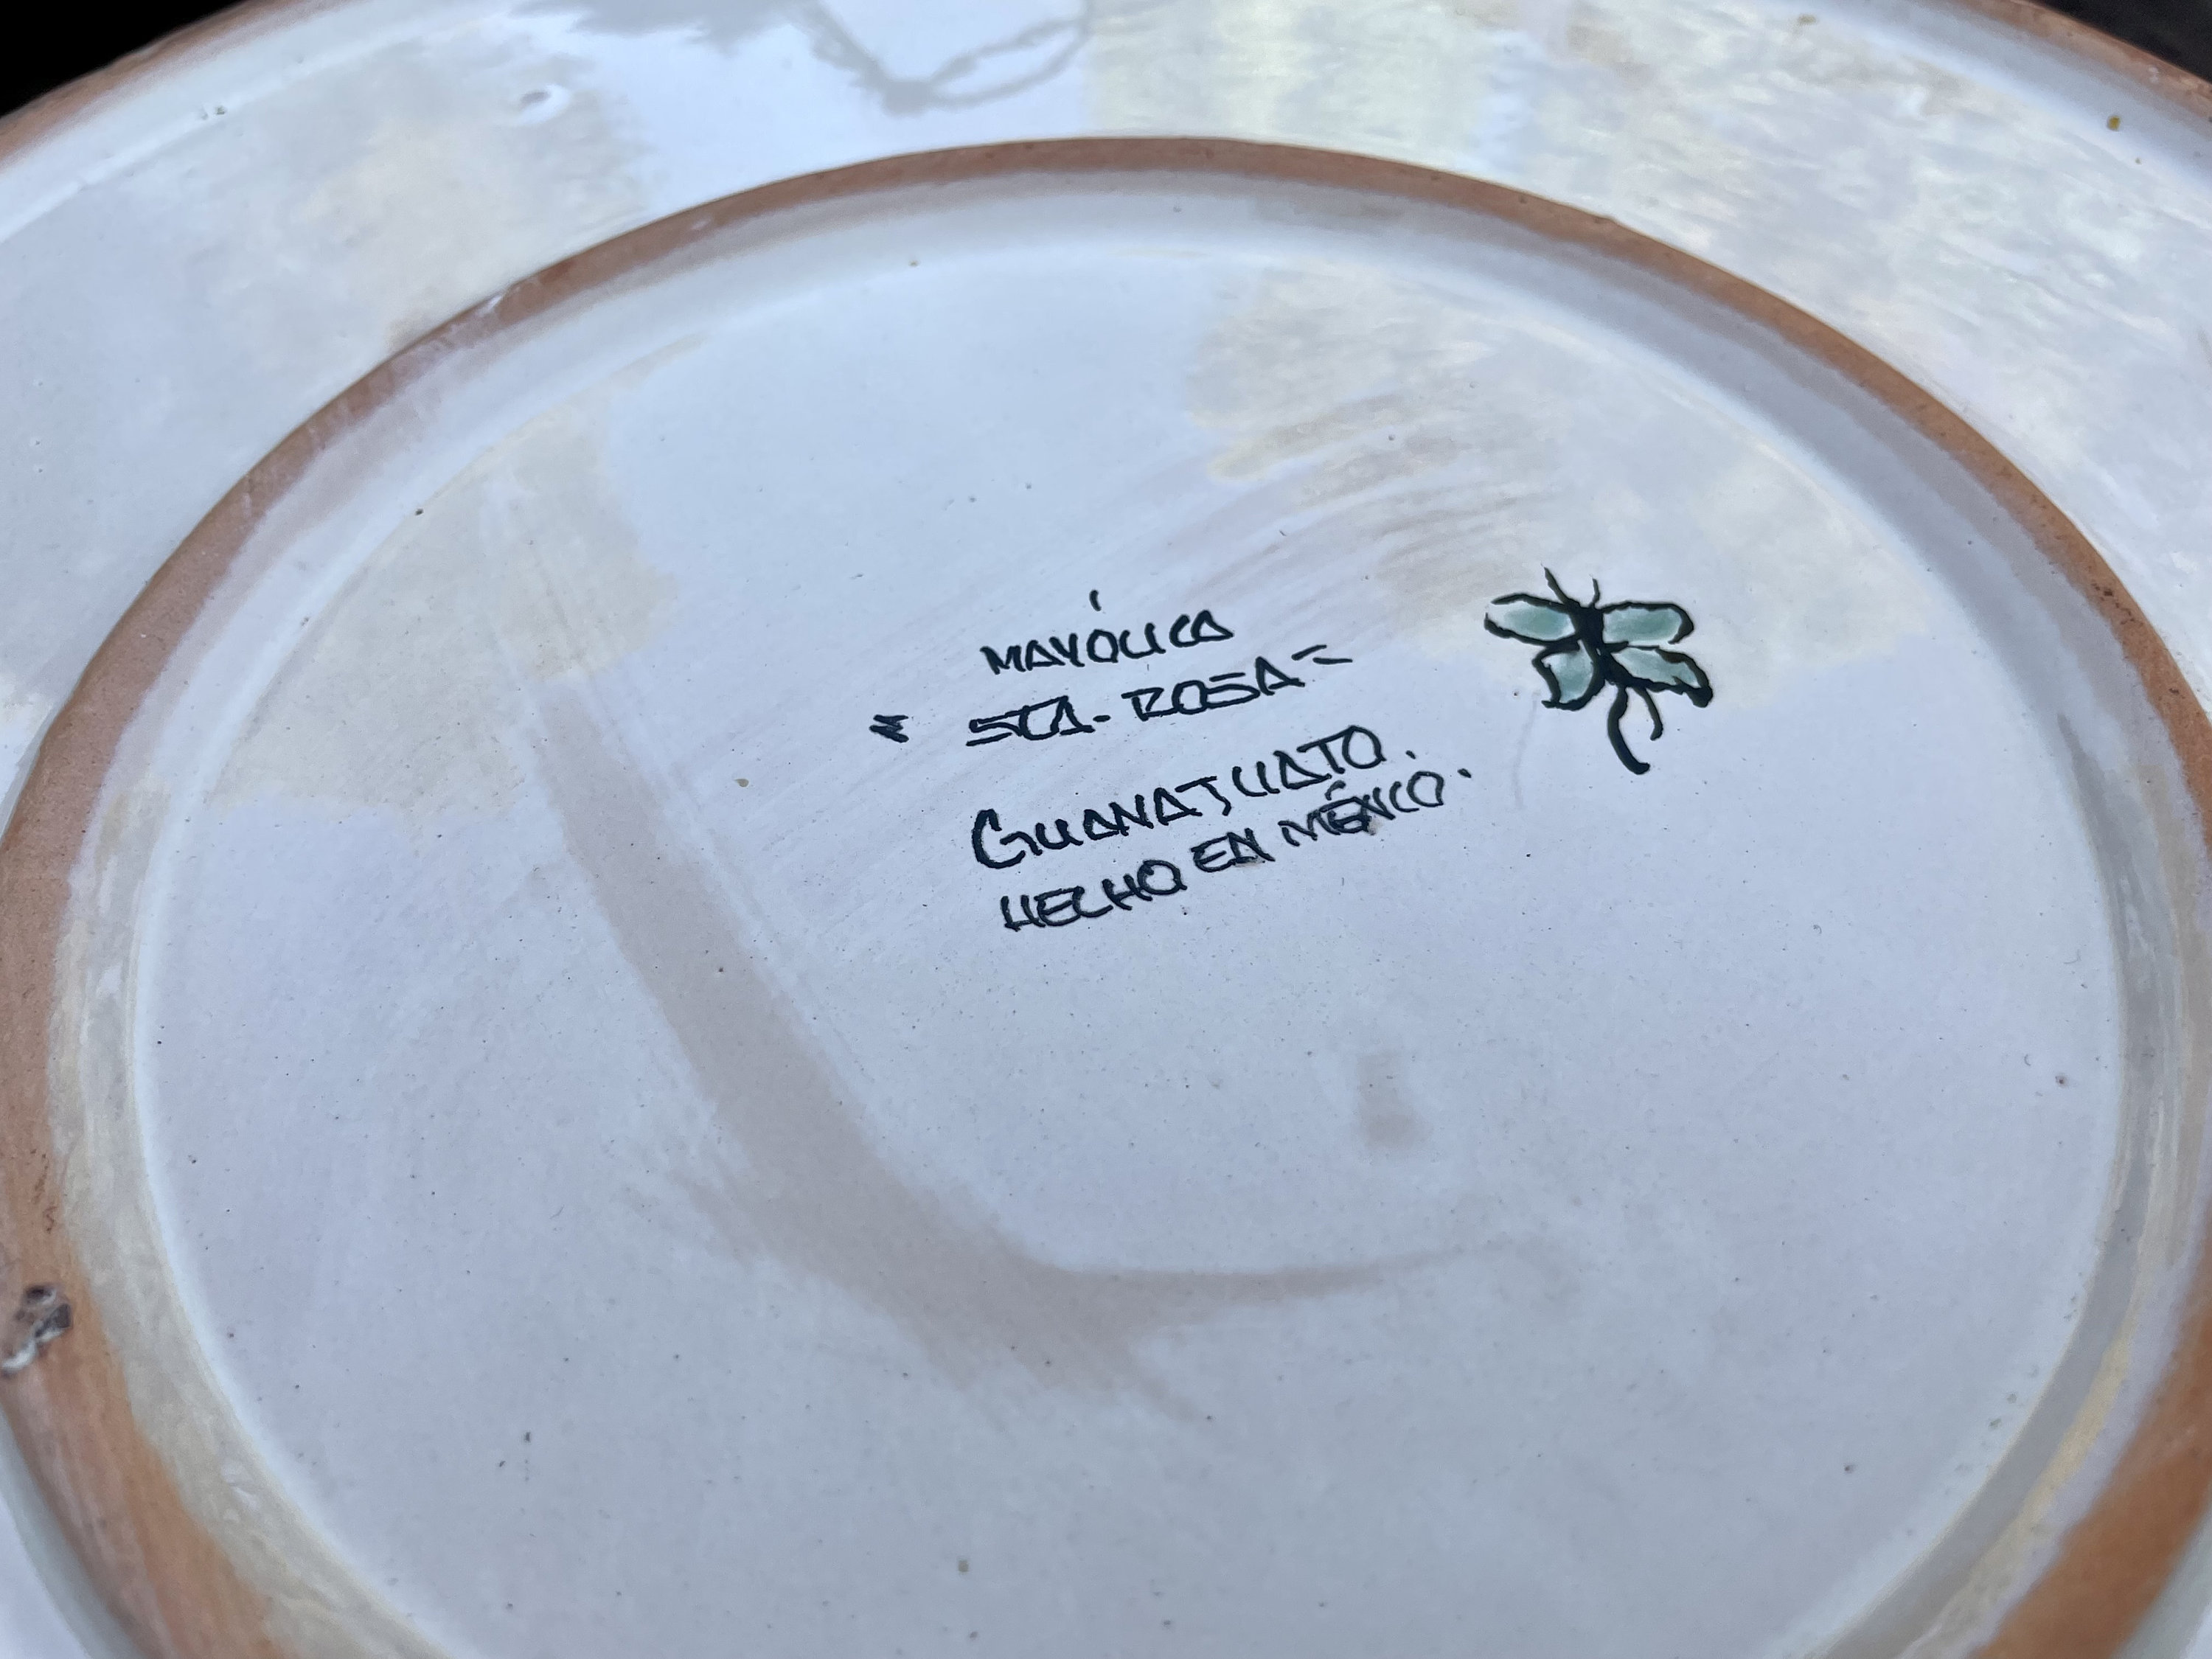 MAYÓLICA
= STA. ROSA =
GUANAJUATO.
HECHO EN MÉXICO.